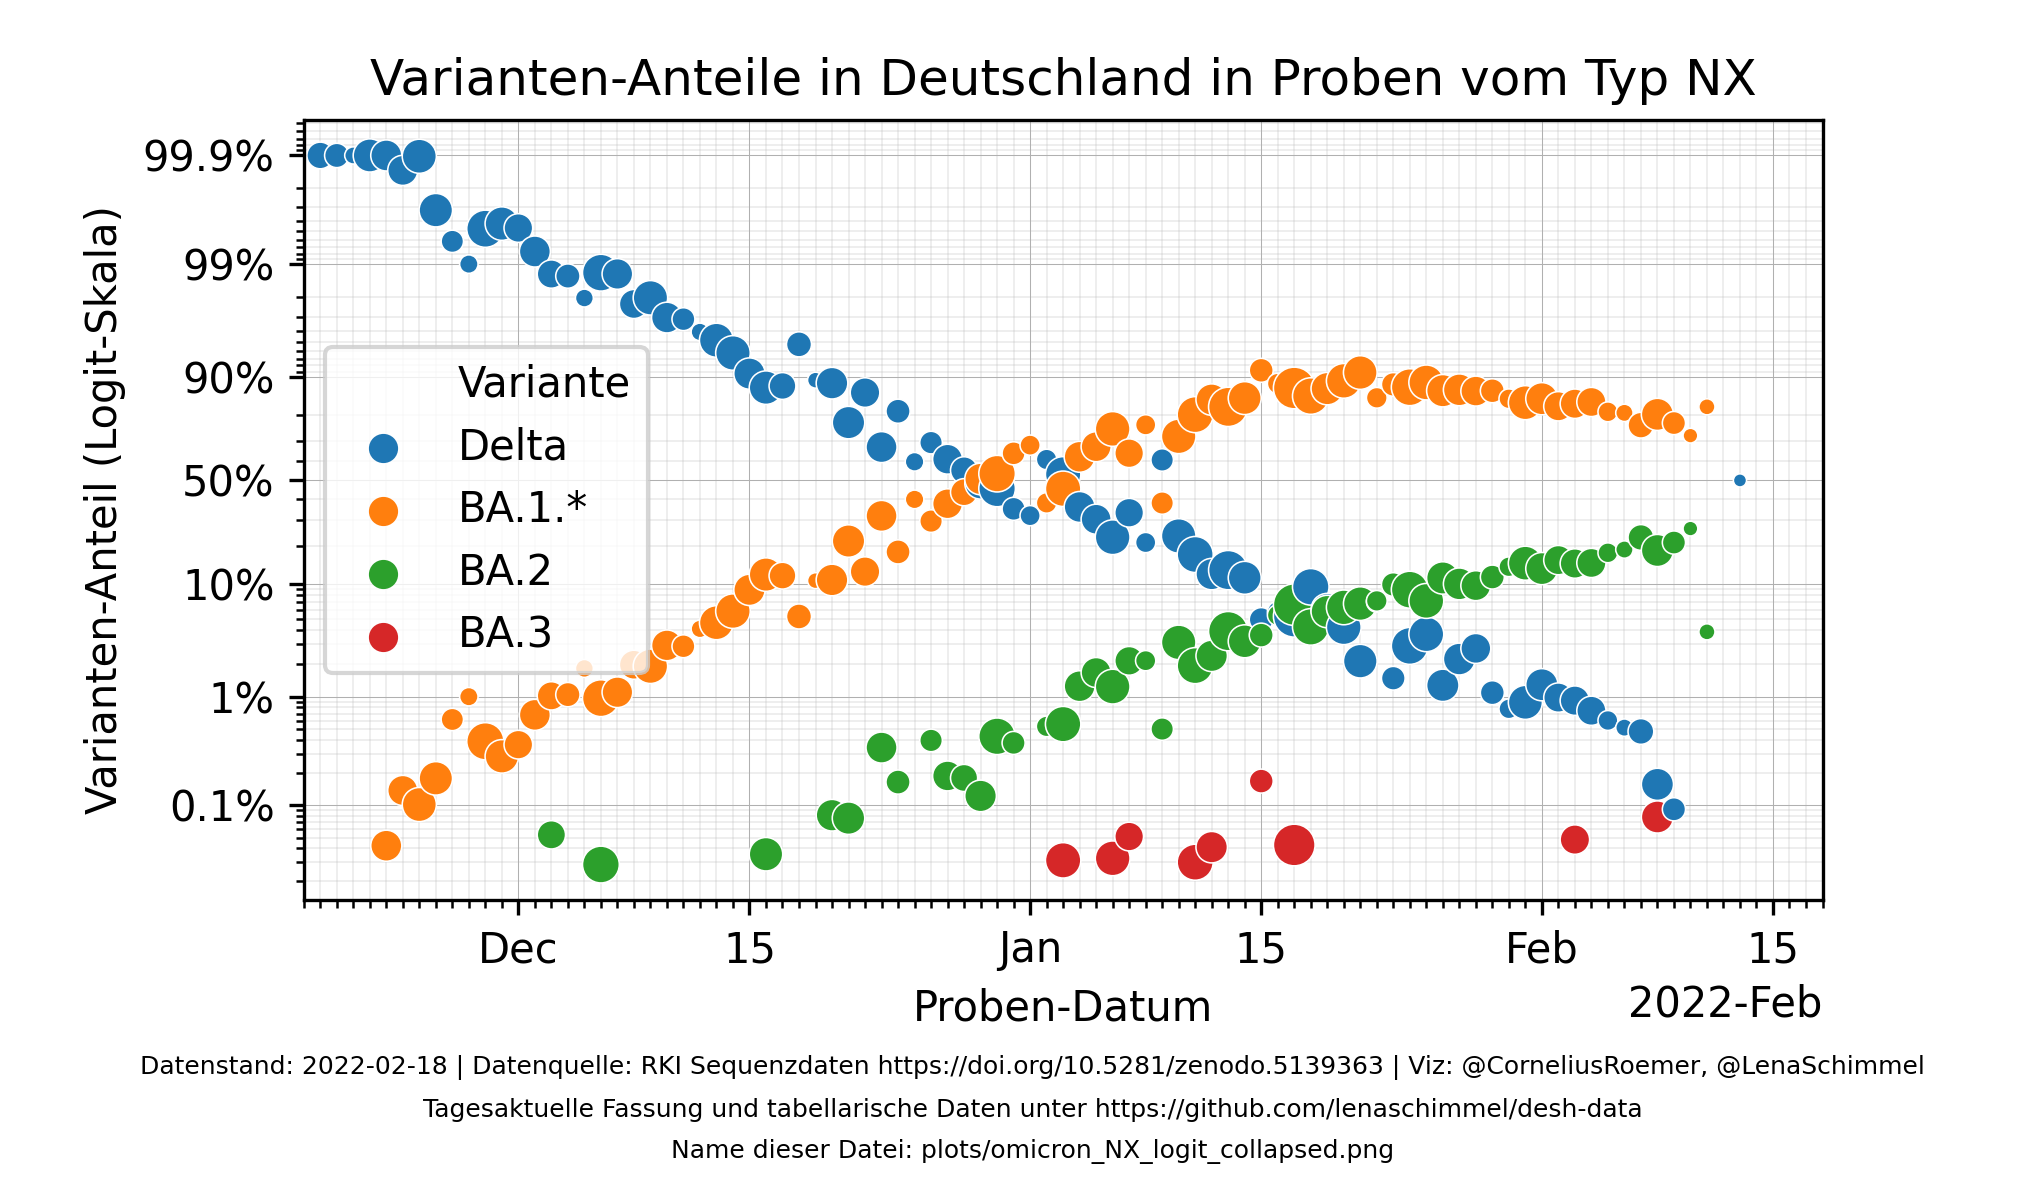 Varianten-Anteile in Deutschland in Proben vom Typ NX
Varianten-Anteil (Logit-Skala)
99.9%
99%
90%
50%
10%
1%
0.1%
Variante
Delta
BA.1.*
BA.2
BA.3
Dec
15
Jan
15
Feb
15
Proben-Datum
2022-Feb
Datenstand: 2022-02-18 | Datenquelle: RKI Sequenzdaten https://doi.org/10.5281/zenodo.5139363 | Viz: @CorneliusRoemer, @LenaSchimmel
Tagesaktuelle Fassung und tabellarische Daten unter https://github.com/lenaschimmel/desh-data
Name dieser Datei: plots/omicron_NX_logit_collapsed.png